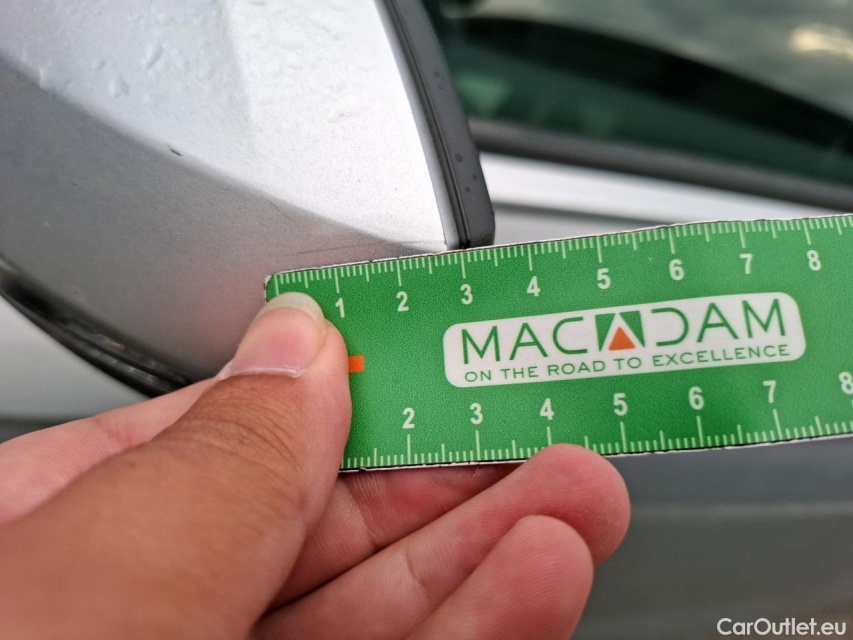 1 2 3 4 5 6 7 8
MACADAM
ON THE ROAD TO EXCELLENCE
2 3 4 5 6 7 8
CarOutlet.eu